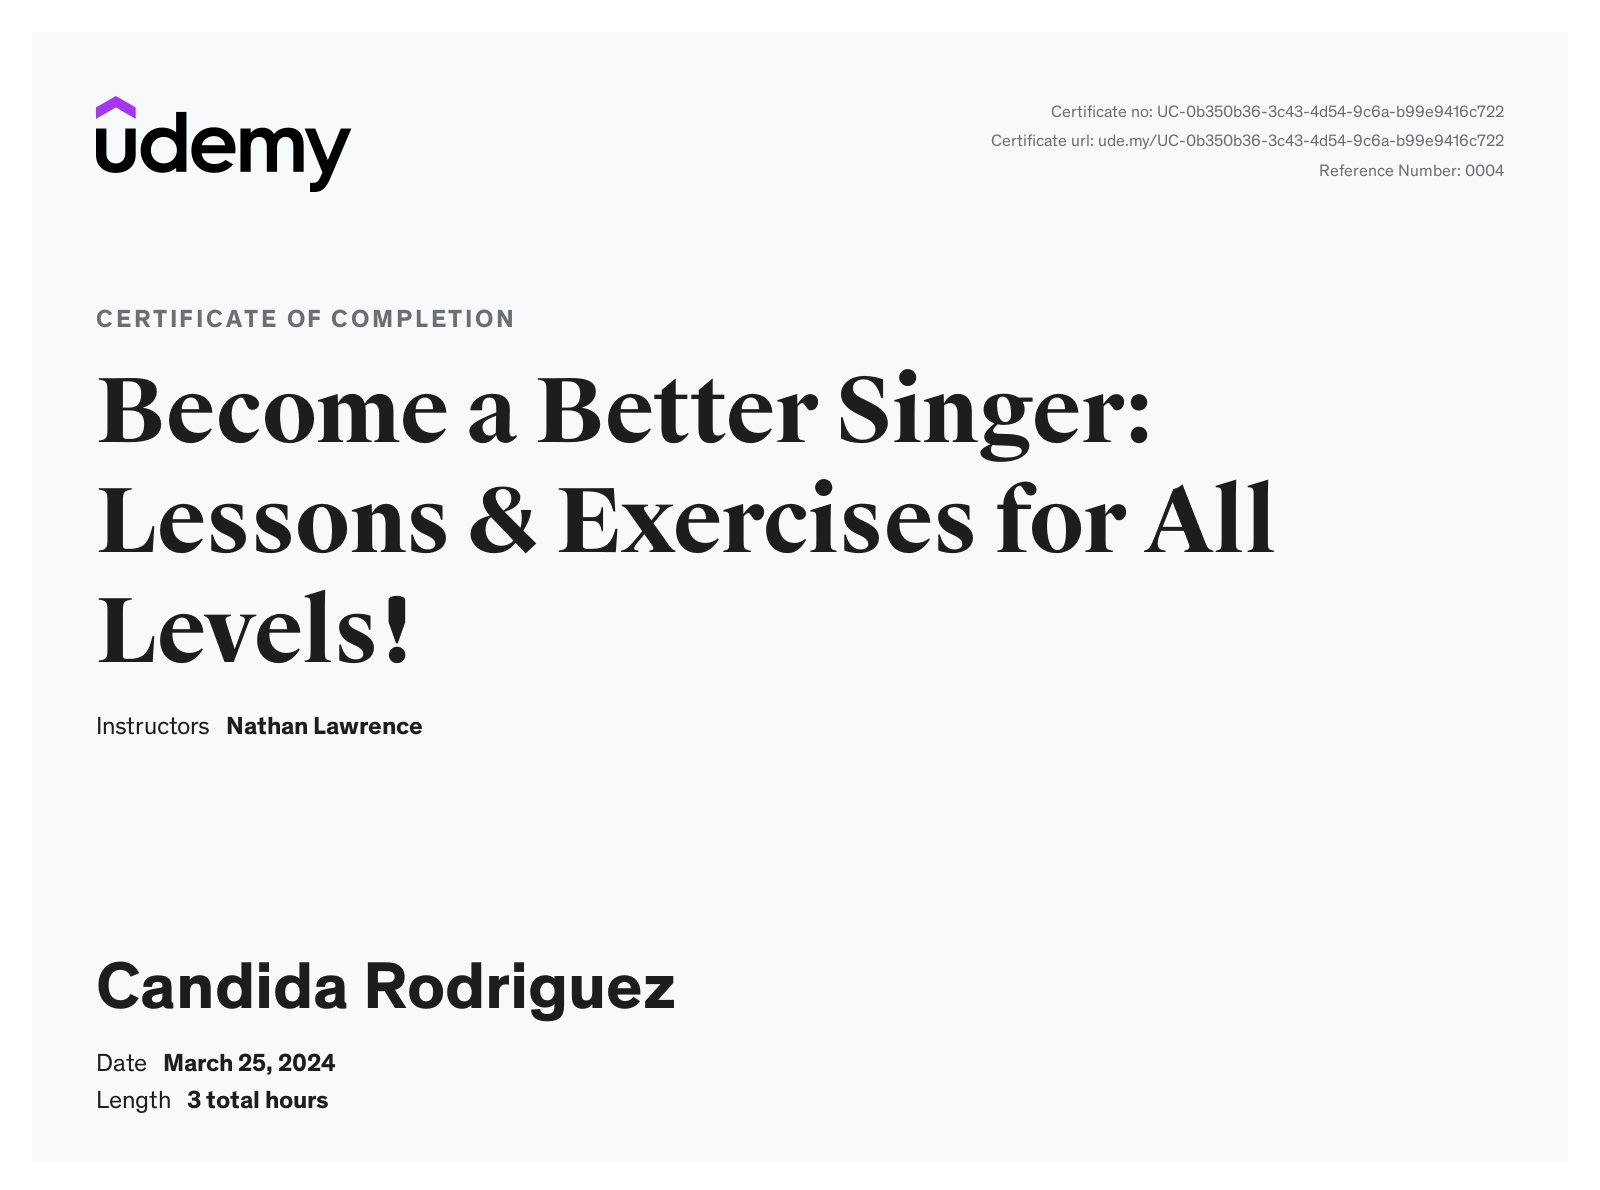 udemy
Certificate no: UC-0b350b36-3c43-4d54-9c6a-b99e9416c722
Certificate url: ude.my/UC-0b350b36-3c43-4d54-9c6a-b99e9416c722
Reference Number: 0004
CERTIFICATE OF COMPLETION
Become a Better Singer:
Lessons & Exercises for All
Levels!
Instructors Nathan Lawrence
Candida Rodriguez
Date March 25, 2024
Length 3 total hours